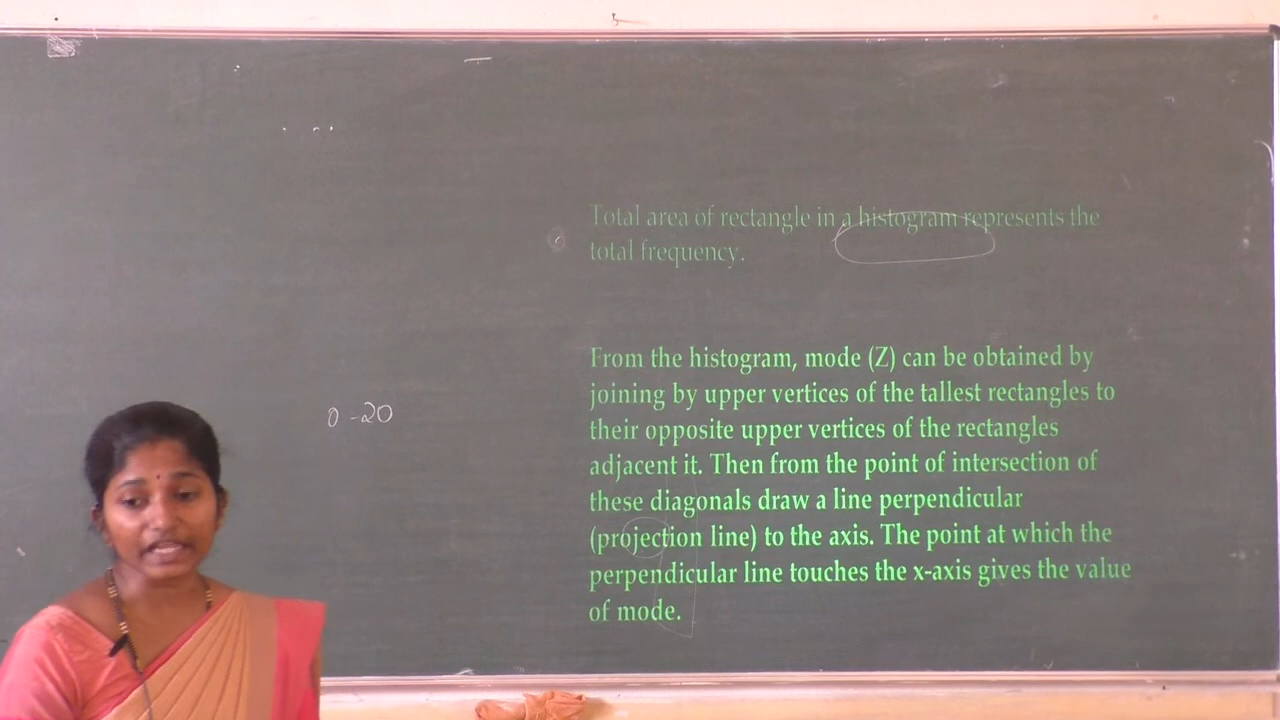 Total area of rectangle in a histogram represents the
total frequency.
From the histogram, mode (Z) can be obtained by
joining by upper vertices of the tallest rectangles to
0 - 20
their opposite upper vertices of the rectangles
adjacent it. Then from the point of intersection of
these diagonals draw a line perpendicular
(projection line) to the axis. The point at which the
perpendicular line touches the x-axis gives the value
of mode.